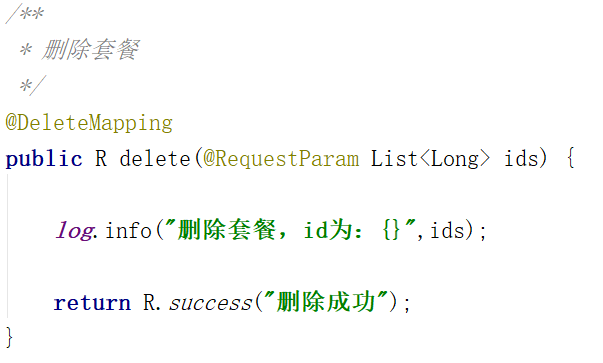 /**
 * 删除套餐
 */
@DeleteMapping
public R delete(@RequestParam List<Long> ids) {
log.info("删除套餐，id为：{}",ids);
return R.success("删除成功");
}